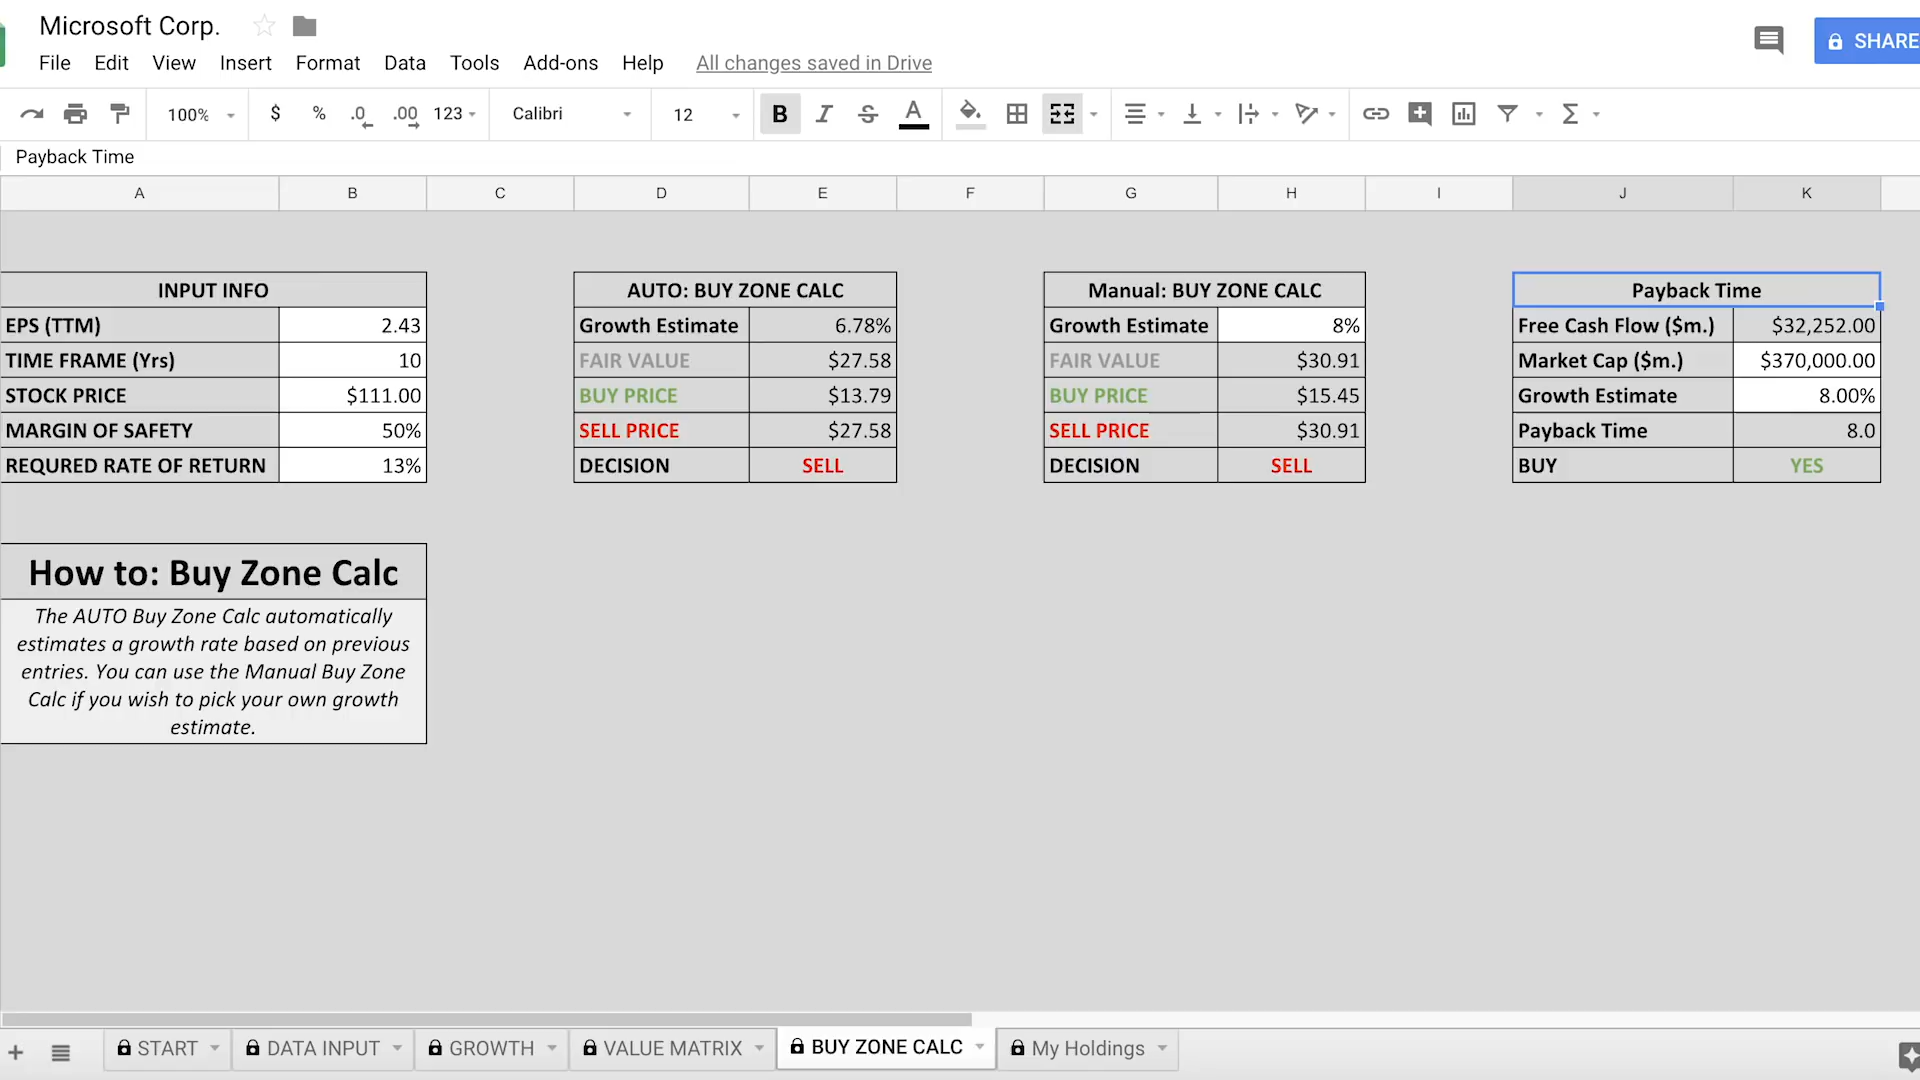 Microsoft Corp.
File Edit View Insert Format Data Tools Add-ons Help All changes saved in Drive
SHARE
100% $ % .0 .00 123 Calibri 12 B I S A
Payback Time
A B C D E F G H I J K
INPUT INFO
EPS (TTM) 2.43
TIME FRAME (Yrs) 10
STOCK PRICE $111.00
MARGIN OF SAFETY 50%
REQURED RATE OF RETURN 13%
AUTO: BUY ZONE CALC
Growth Estimate 6.78%
FAIR VALUE $27.58
BUY PRICE $13.79
SELL PRICE $27.58
DECISION SELL
Manual: BUY ZONE CALC
Growth Estimate 8%
FAIR VALUE $30.91
BUY PRICE $15.45
SELL PRICE $30.91
DECISION SELL
Payback Time
Free Cash Flow ($m.) $32,252.00
Market Cap ($m.) $370,000.00
Growth Estimate 8.00%
Payback Time 8.0
BUY YES
How to: Buy Zone Calc
The AUTO Buy Zone Calc automatically
estimates a growth rate based on previous
entries. You can use the Manual Buy Zone
Calc if you wish to pick your own growth
estimate.
START DATA INPUT GROWTH VALUE MATRIX BUY ZONE CALC My Holdings